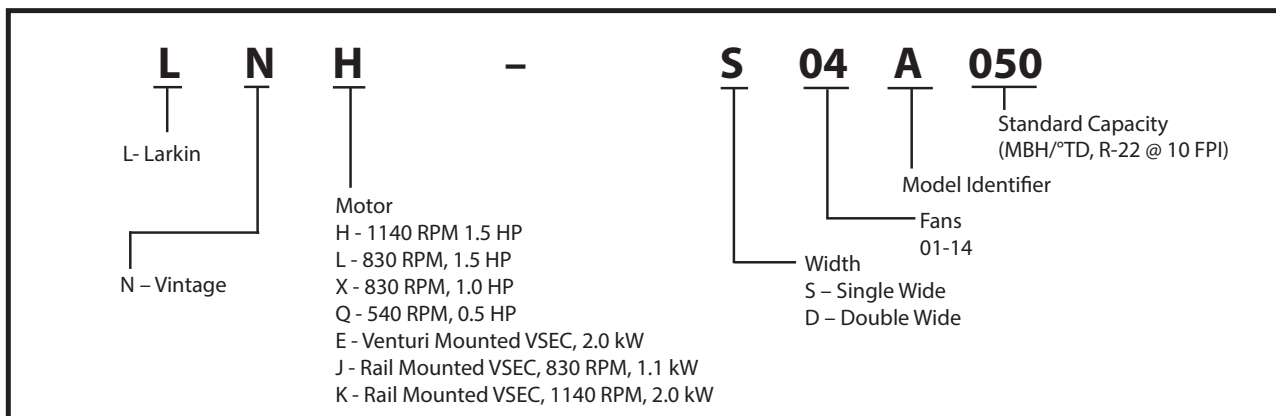 L N H – S 04 A 050
L- Larkin
Standard Capacity
(MBH/°TD, R-22 @ 10 FPI)
Model Identifier
Motor
H - 1140 RPM 1.5 HP
L - 830 RPM, 1.5 HP
X - 830 RPM, 1.0 HP
Q - 540 RPM, 0.5 HP
E - Venturi Mounted VSEC, 2.0 kW
J - Rail Mounted VSEC, 830 RPM, 1.1 kW
K - Rail Mounted VSEC, 1140 RPM, 2.0 kW
Fans
01-14
N – Vintage
Width
S – Single Wide
D – Double Wide